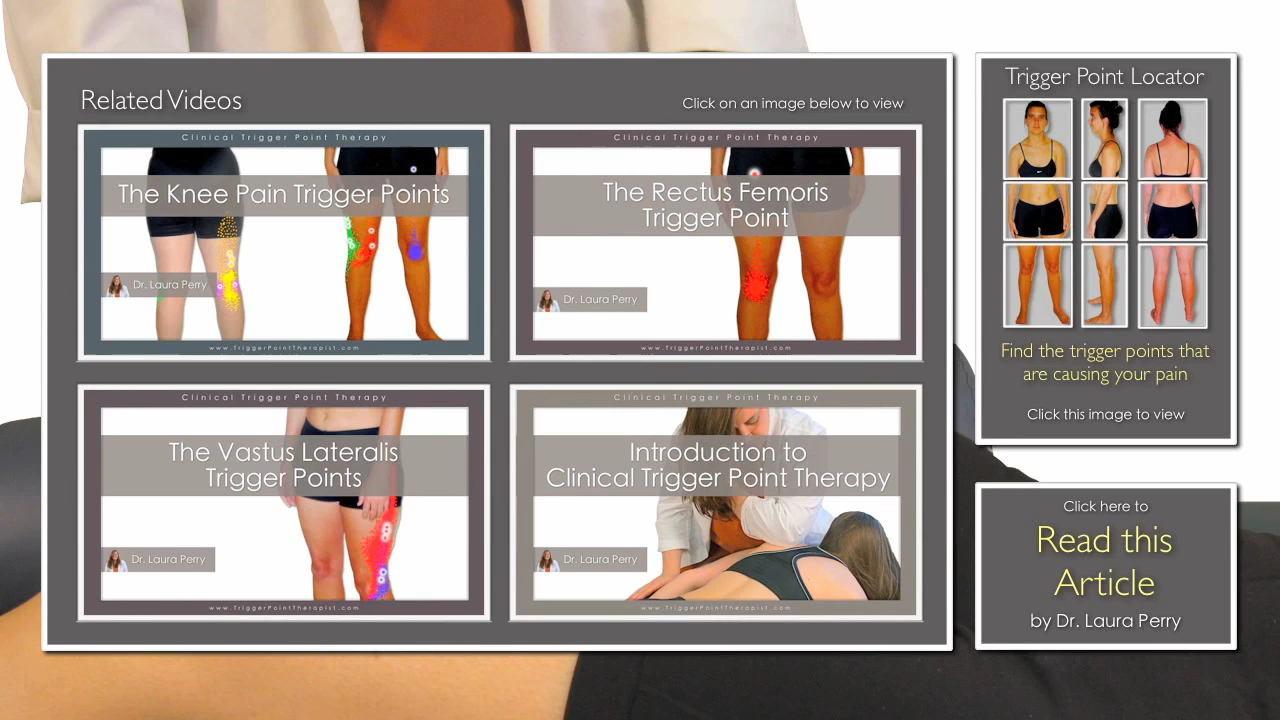 Related Videos
Click on an image below to view
Clinical Trigger Point Therapy
The Knee Pain Trigger Points
Dr. Laura Perry
www.TriggerPointTherapist.com
Clinical Trigger Point Therapy
The Rectus Femoris
Trigger Point
Dr. Laura Perry
www.TriggerPointTherapist.com
Clinical Trigger Point Therapy
The Vastus Lateralis
Trigger Points
Dr. Laura Perry
www.TriggerPointTherapist.com
Clinical Trigger Point Therapy
Introduction to
Clinical Trigger Point Therapy
Dr. Laura Perry
www.TriggerPointTherapist.com
Trigger Point Locator
Find the trigger points that
are causing your pain
Click this image to view
Click here to
Read this
Article
by Dr. Laura Perry